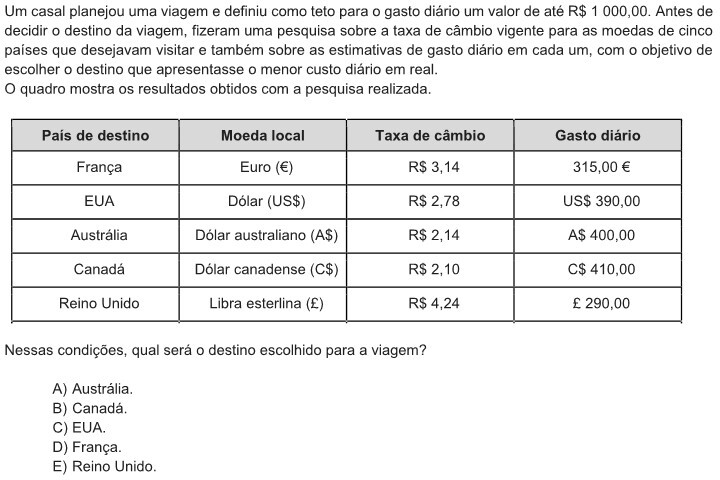 Um casal planejou uma viagem e definiu como teto para o gasto diário um valor de até R$ 1 000,00. Antes de
decidir o destino da viagem, fizeram uma pesquisa sobre a taxa de câmbio vigente para as moedas de cinco
países que desejavam visitar e também sobre as estimativas de gasto diário em cada um, com o objetivo de
escolher o destino que apresentasse o menor custo diário em real.
O quadro mostra os resultados obtidos com a pesquisa realizada.
País de destino Moeda local Taxa de câmbio Gasto diário
França Euro (€) R$ 3,14 315,00 €
EUA Dólar (US$) R$ 2,78 US$ 390,00
Austrália Dólar australiano (A$) R$ 2,14 A$ 400,00
Canadá Dólar canadense (C$) R$ 2,10 C$ 410,00
Reino Unido Libra esterlina (£) R$ 4,24 £ 290,00
Nessas condições, qual será o destino escolhido para a viagem?
A) Austrália.
B) Canadá.
C) EUA.
D) França.
E) Reino Unido.